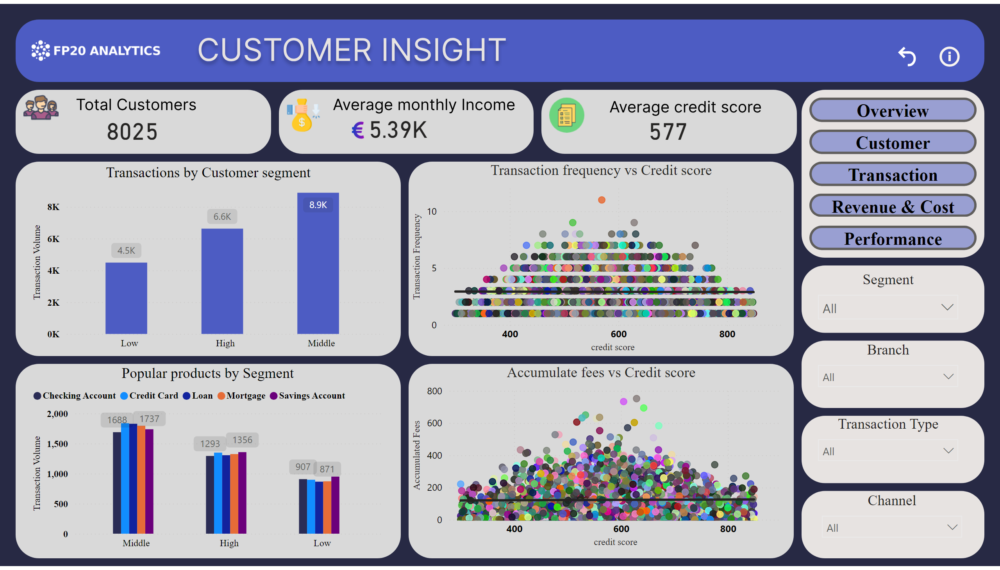 FP20 ANALYTICS
CUSTOMER INSIGHT
Total Customers
8025
Average monthly Income
€ 5.39K
Average credit score
577
Overview
Customer
Transaction
Revenue & Cost
Performance
Transactions by Customer segment
Transaction Volume
8K
6K
4K
2K
0K
4.5K
6.6K
8.9K
Low
High
Middle
Transaction frequency vs Credit score
Transaction Frequency
10
5
0
400
600
800
credit score
Segment
All
Branch
All
Transaction Type
All
Channel
All
Popular products by Segment
Checking Account Credit Card Loan Mortgage Savings Account
Transaction Volume
2,000
1,500
1,000
500
0
1688
1737
1293
1356
907
871
Middle
High
Low
Accumulate fees vs Credit score
Accumulated Fees
800
600
400
200
0
400
600
800
credit score